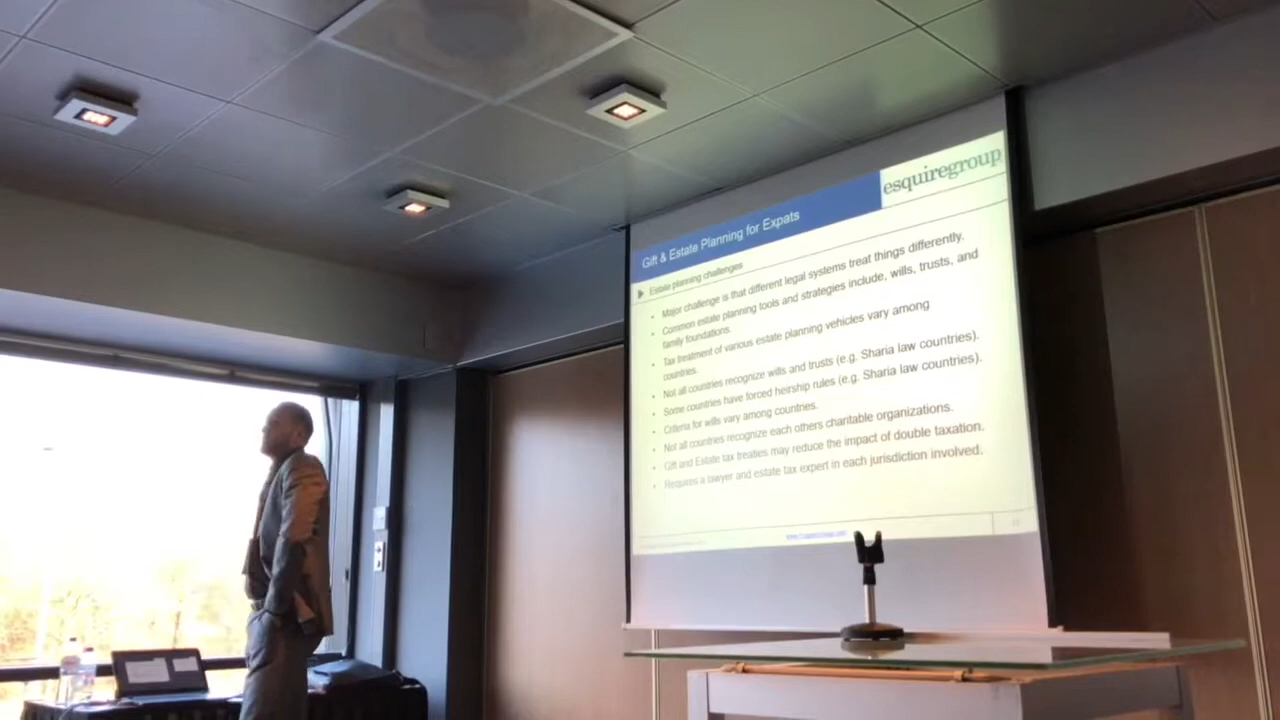 esquiregroup
Gift & Estate Planning for Expats
Estate planning challenges
Major challenge is that different legal systems treat things differently.
Common estate planning tools and strategies include, wills, trusts, and
family foundations.
Tax treatment of various estate planning vehicles vary among
countries.
Not all countries recognize wills and trusts (e.g. Sharia law countries).
Some countries have forced heirship rules (e.g. Sharia law countries).
Criteria for wills vary among countries.
Not all countries recognize each others charitable organizations.
Gift and Estate tax treaties may reduce the impact of double taxation.
Requires a lawyer and estate tax expert in each jurisdiction involved.